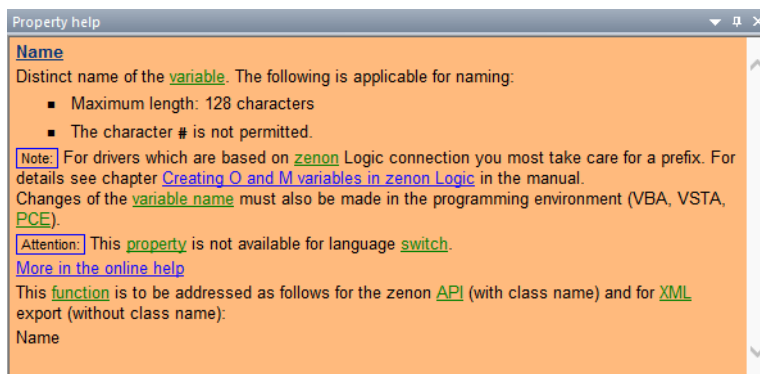 Property help
Name
Distinct name of the variable. The following is applicable for naming:
▪ Maximum length: 128 characters
▪ The character # is not permitted.
Note: For drivers which are based on zenon Logic connection you most take care for a prefix. For
details see chapter Creating O and M variables in zenon Logic in the manual.
Changes of the variable name must also be made in the programming environment (VBA, VSTA,
PCE).
Attention: This property is not available for language switch.
More in the online help
This function is to be addressed as follows for the zenon API (with class name) and for XML
export (without class name):
Name